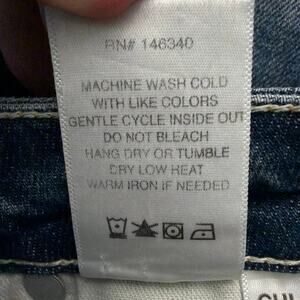 RN# 146340
MACHINE WASH COLD
WITH LIKE COLORS
GENTLE CYCLE INSIDE OUT
DO NOT BLEACH
HANG DRY OR TUMBLE
DRY LOW HEAT
WARM IRON IF NEEDED